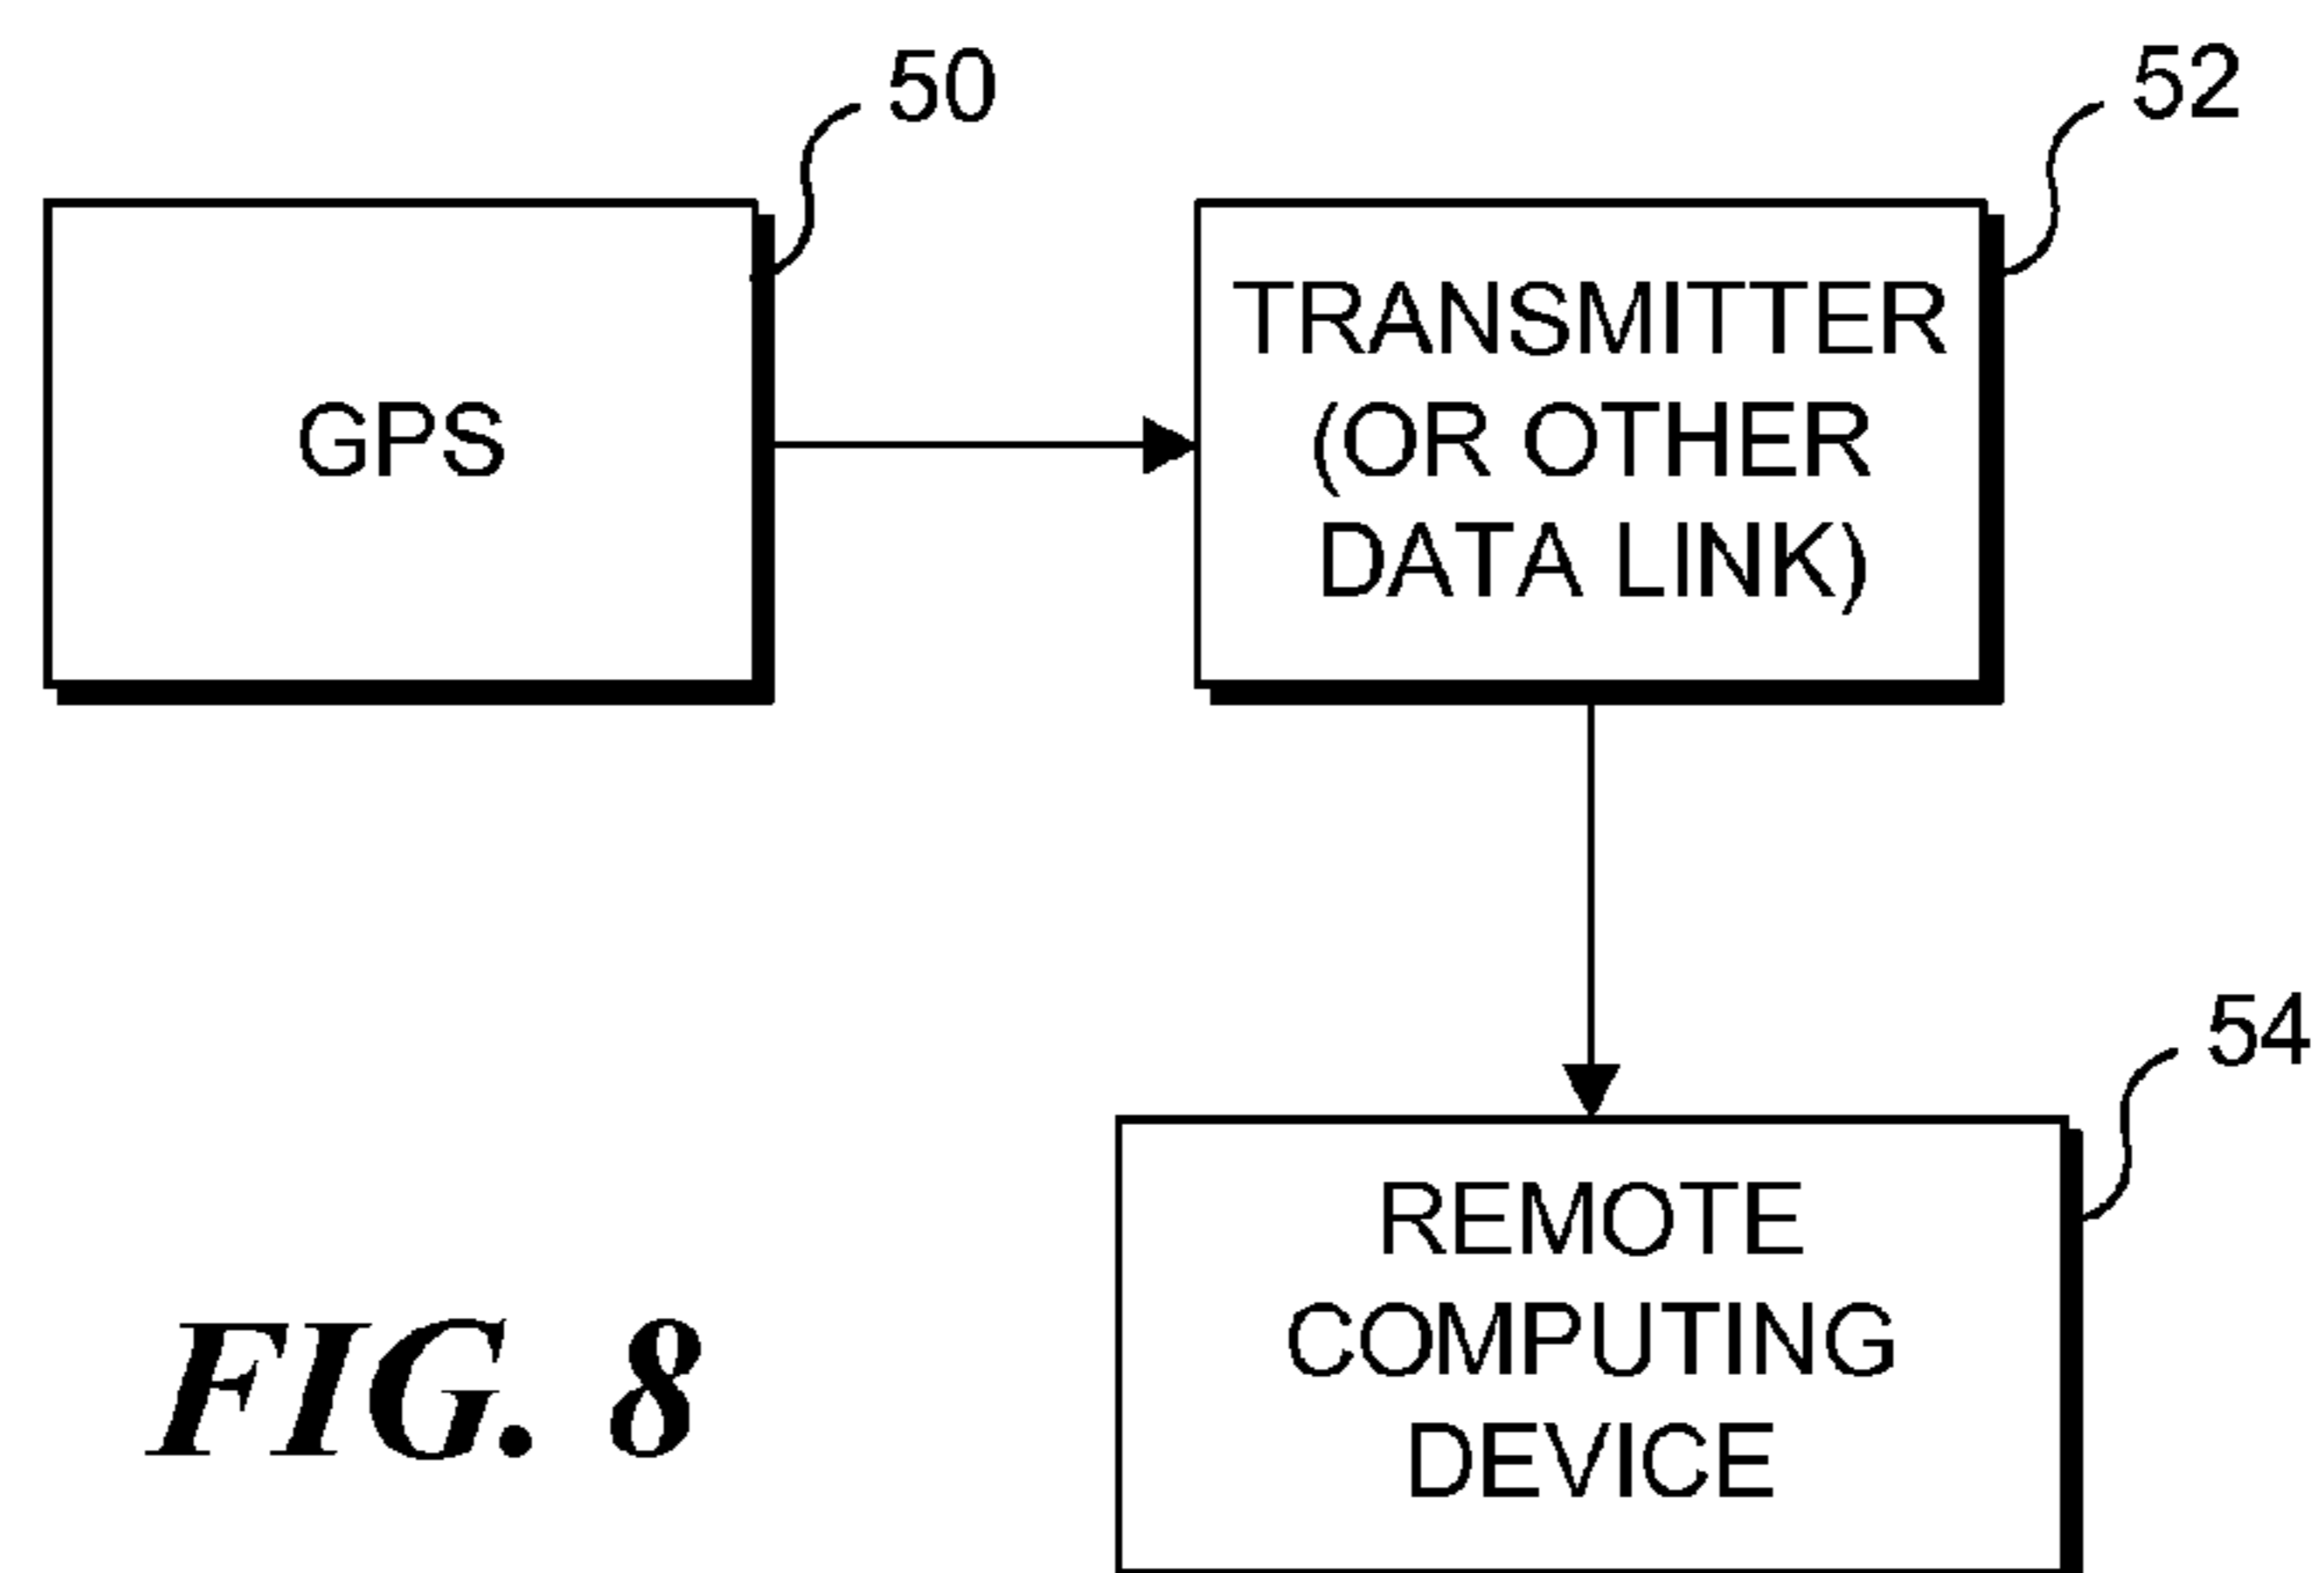 50
52
GPS
TRANSMITTER
(OR OTHER
DATA LINK)
54
REMOTE
COMPUTING
DEVICE
FIG. 8